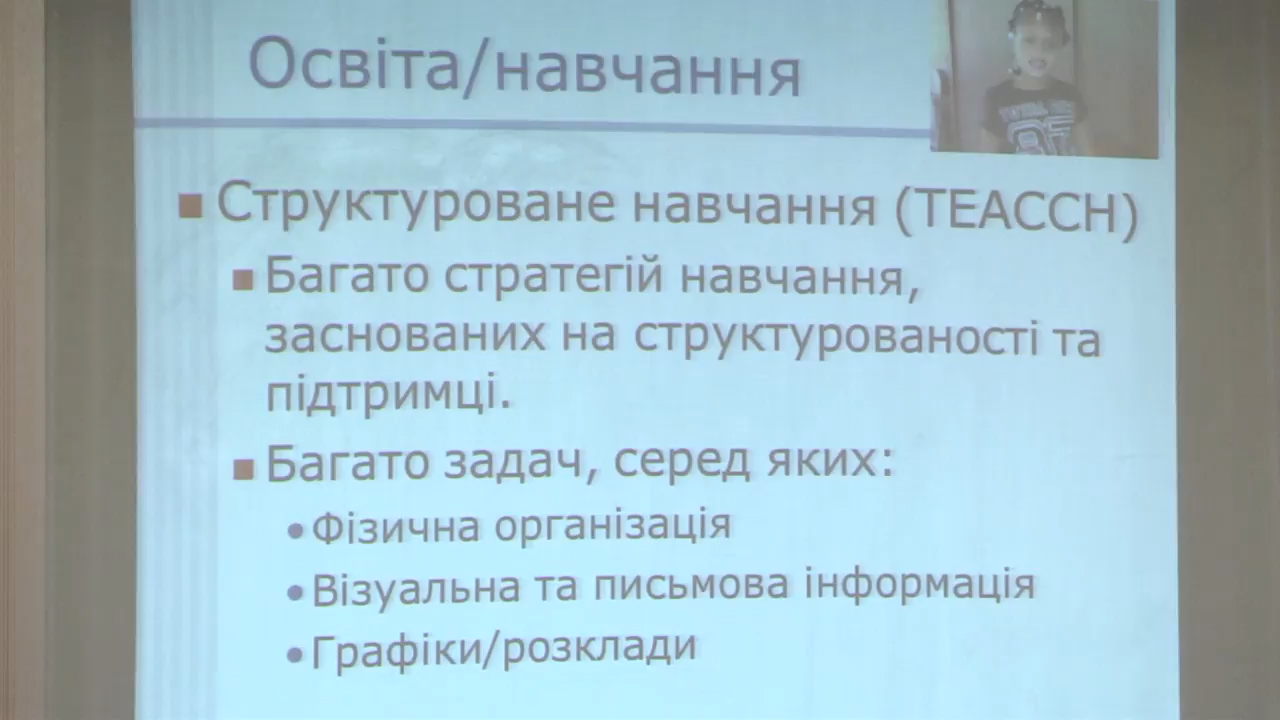 Освіта/навчання
Структуроване навчання (TEACCH)
Багато стратегій навчання,
заснованих на структурованості та
підтримці.
Багато задач, серед яких:
Фізична організація
Візуальна та письмова інформація
Графіки/розклади